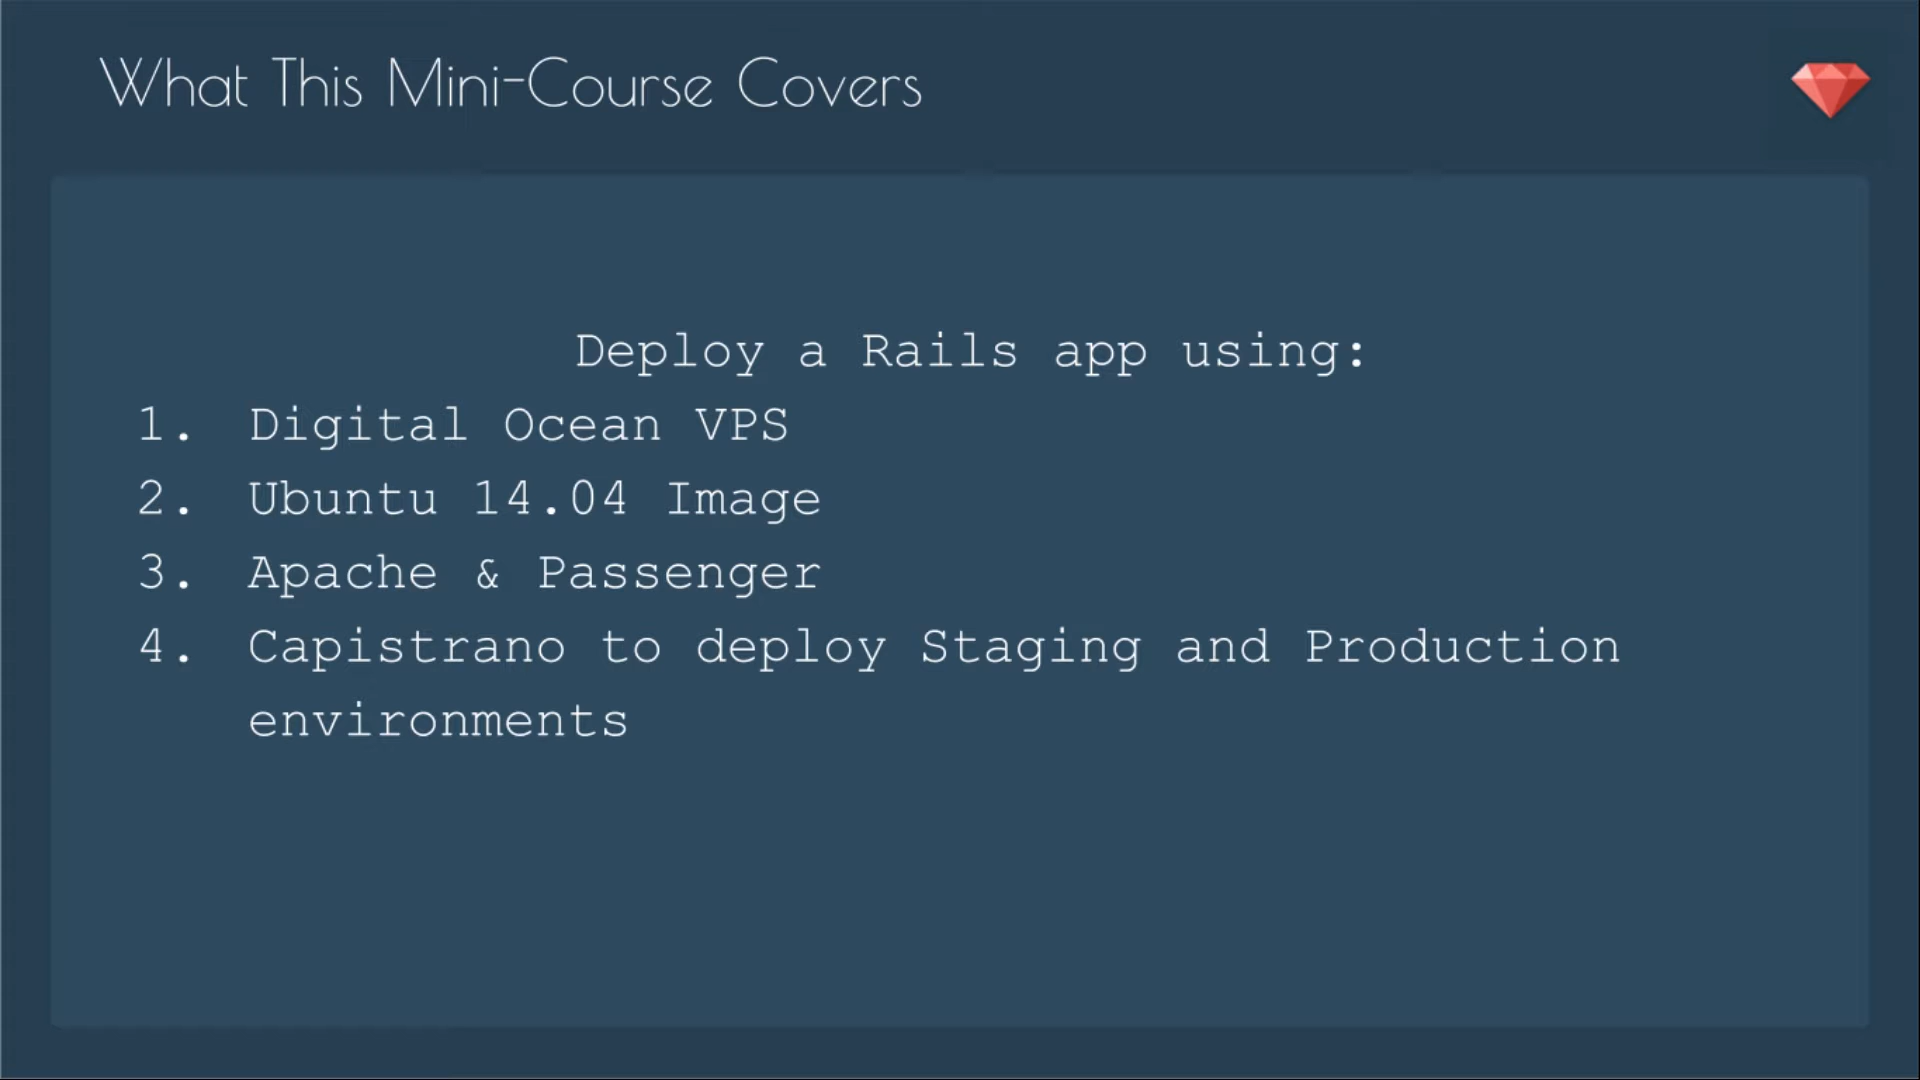 What This Mini-Course Covers
Deploy a Rails app using:
1. Digital Ocean VPS
2. Ubuntu 14.04 Image
3. Apache & Passenger
4. Capistrano to deploy Staging and Production
environments